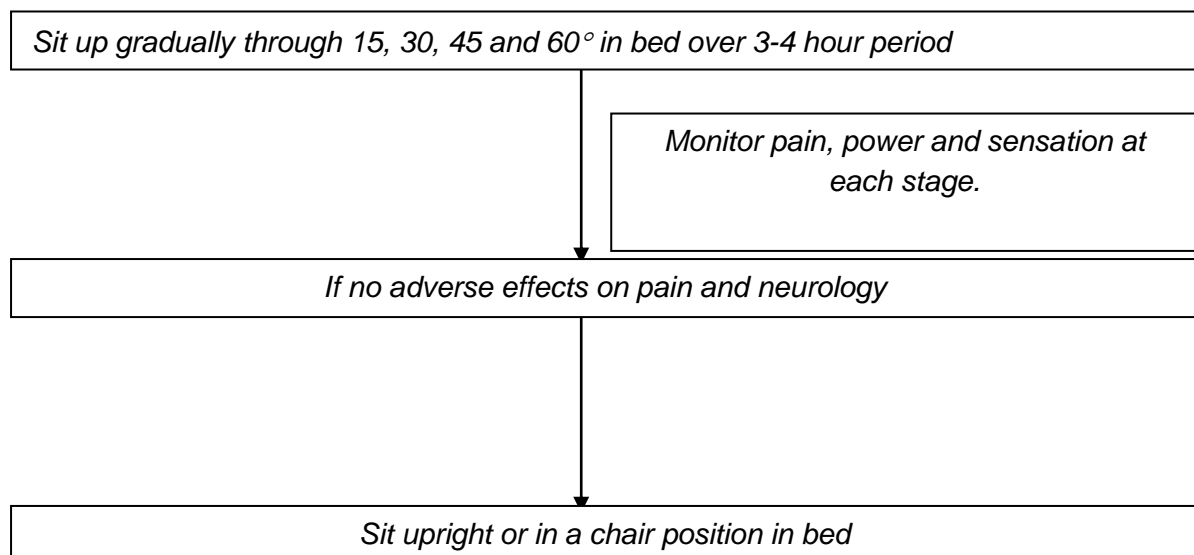 Sit up gradually through 15, 30, 45 and 60° in bed over 3-4 hour period
Monitor pain, power and sensation at
each stage.
If no adverse effects on pain and neurology
Sit upright or in a chair position in bed